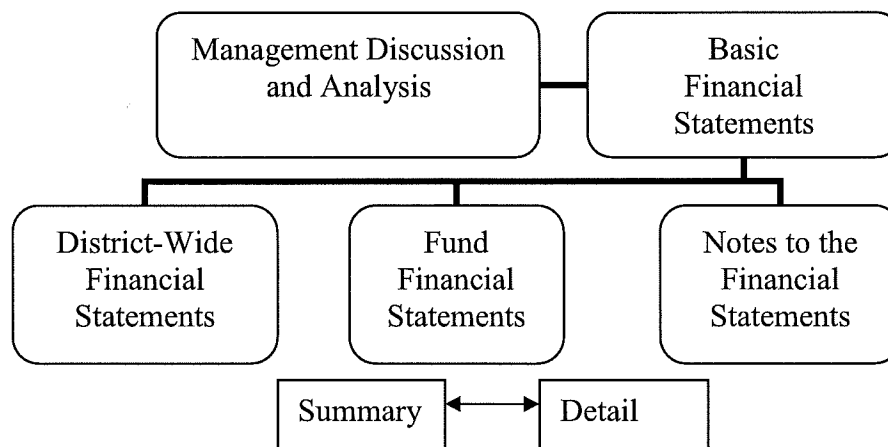 Management Discussion
and Analysis
Basic
Financial
Statements
District-Wide
Financial
Statements
Fund
Financial
Statements
Notes to the
Financial
Statements
Summary
Detail